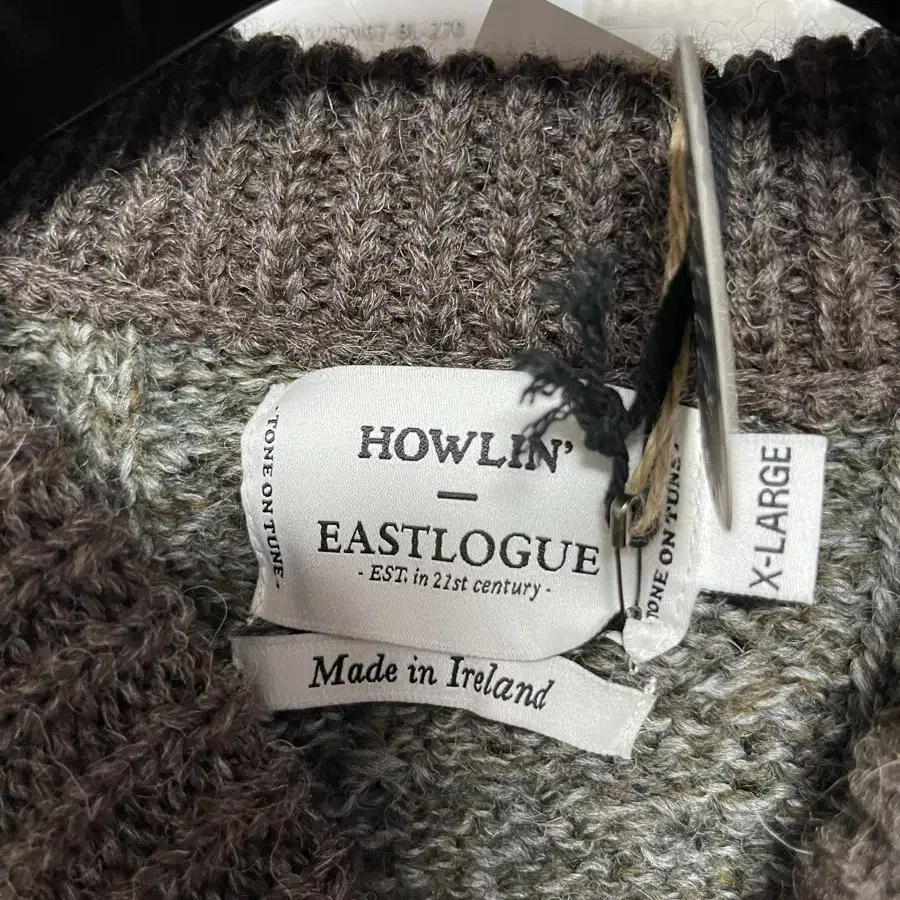 HOWLIN’
—
EASTLOGUE
- EST. in 21st century -
- TONE ON TUNE -
TONE ON TUNE
X-LARGE
Made in Ireland